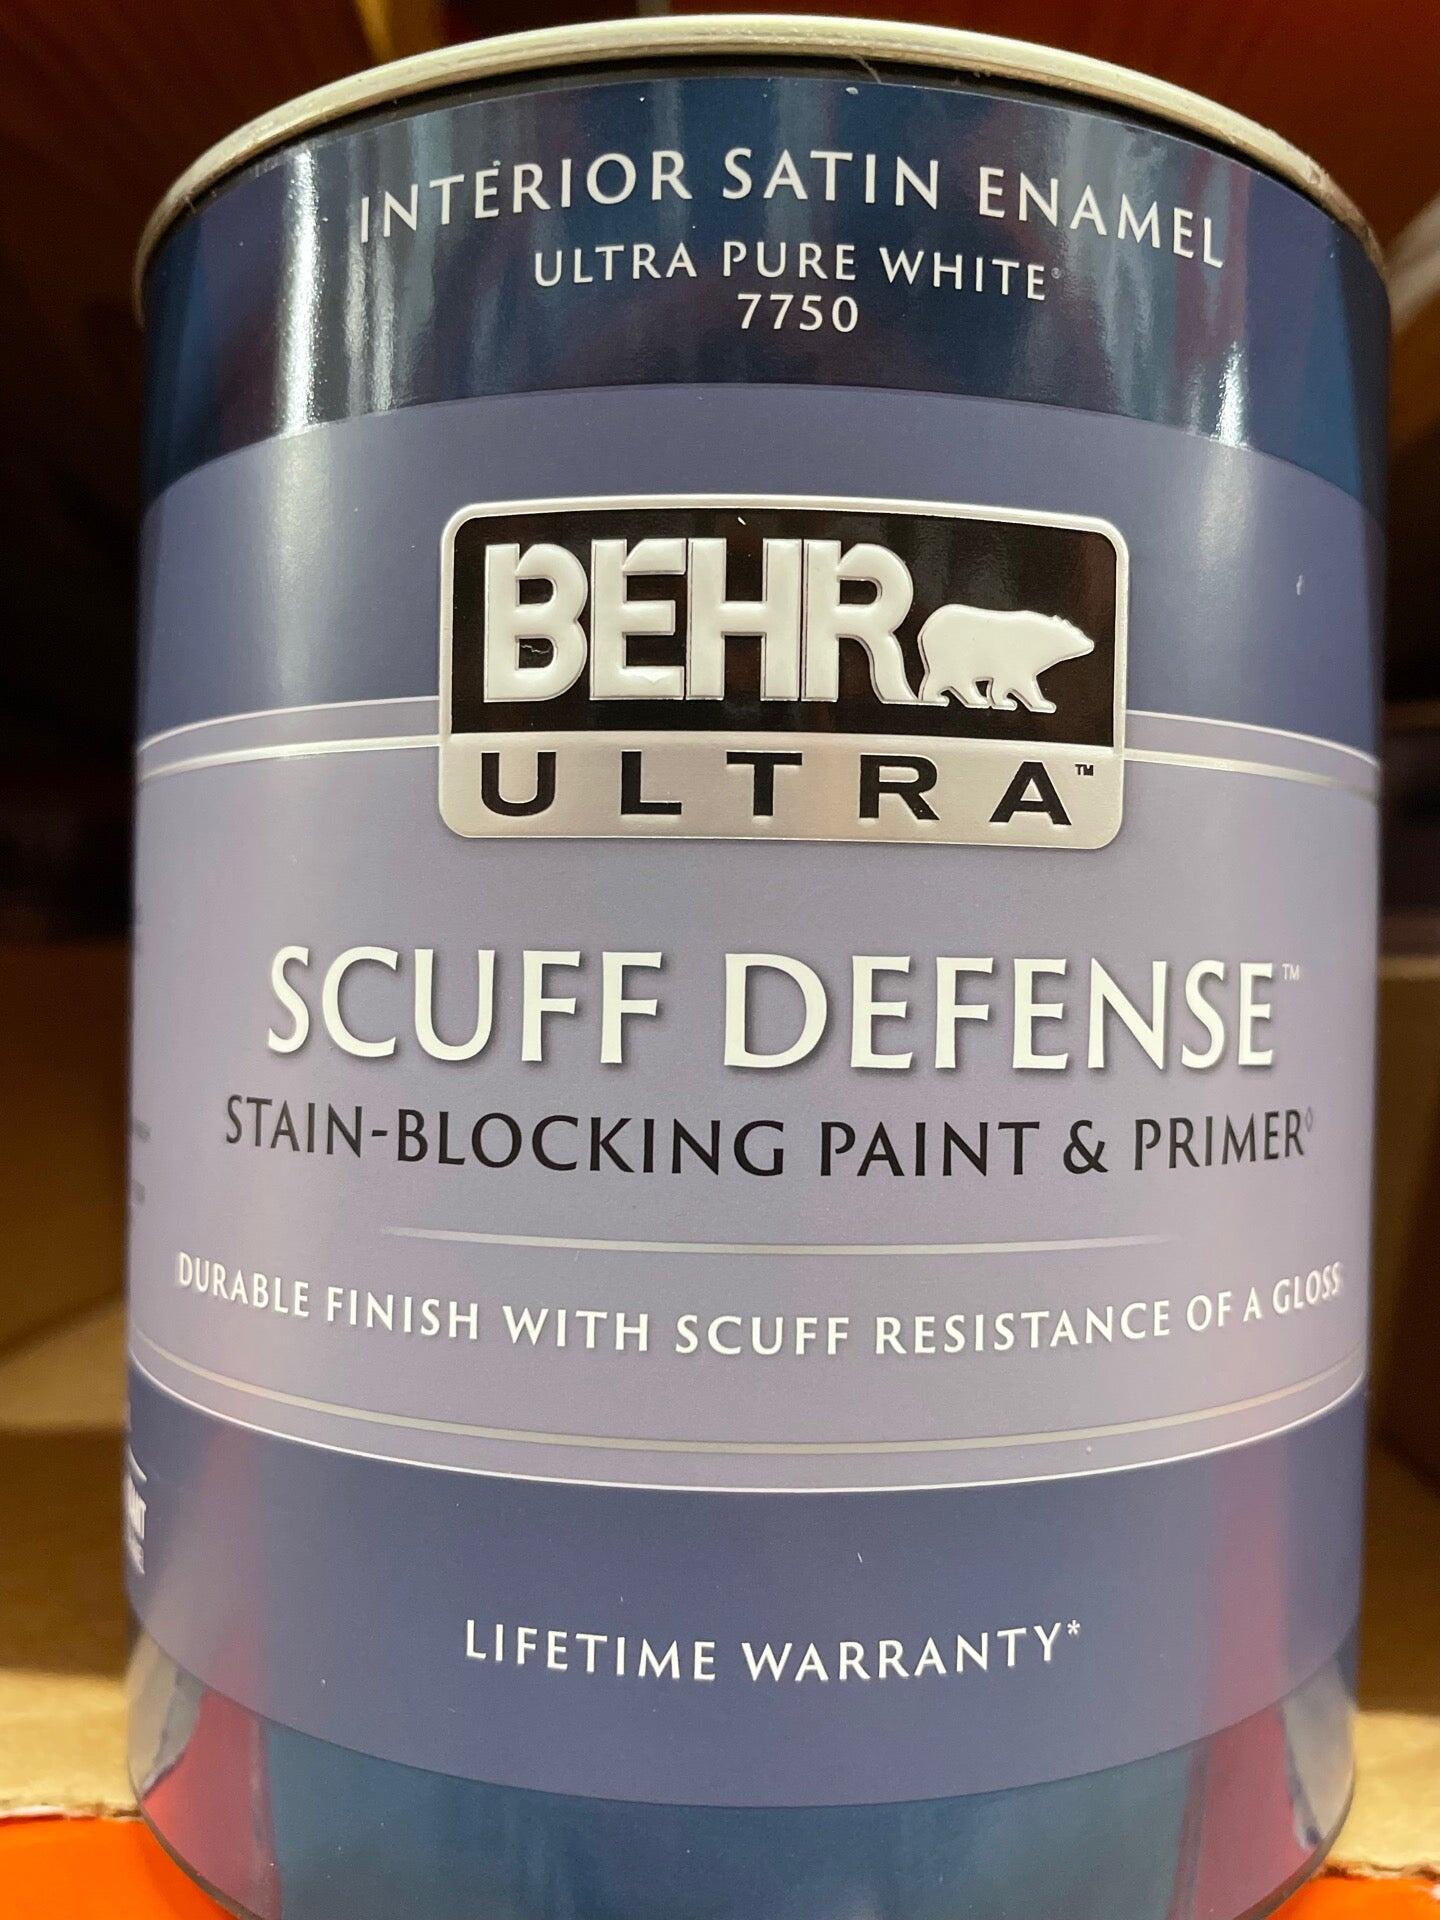 INTERIOR SATIN ENAMEL
ULTRA PURE WHITE®
7750
BEHR
ULTRA™
SCUFF DEFENSE™
STAIN-BLOCKING PAINT & PRIMER◊
DURABLE FINISH WITH SCUFF RESISTANCE OF A GLOSS
LIFETIME WARRANTY*